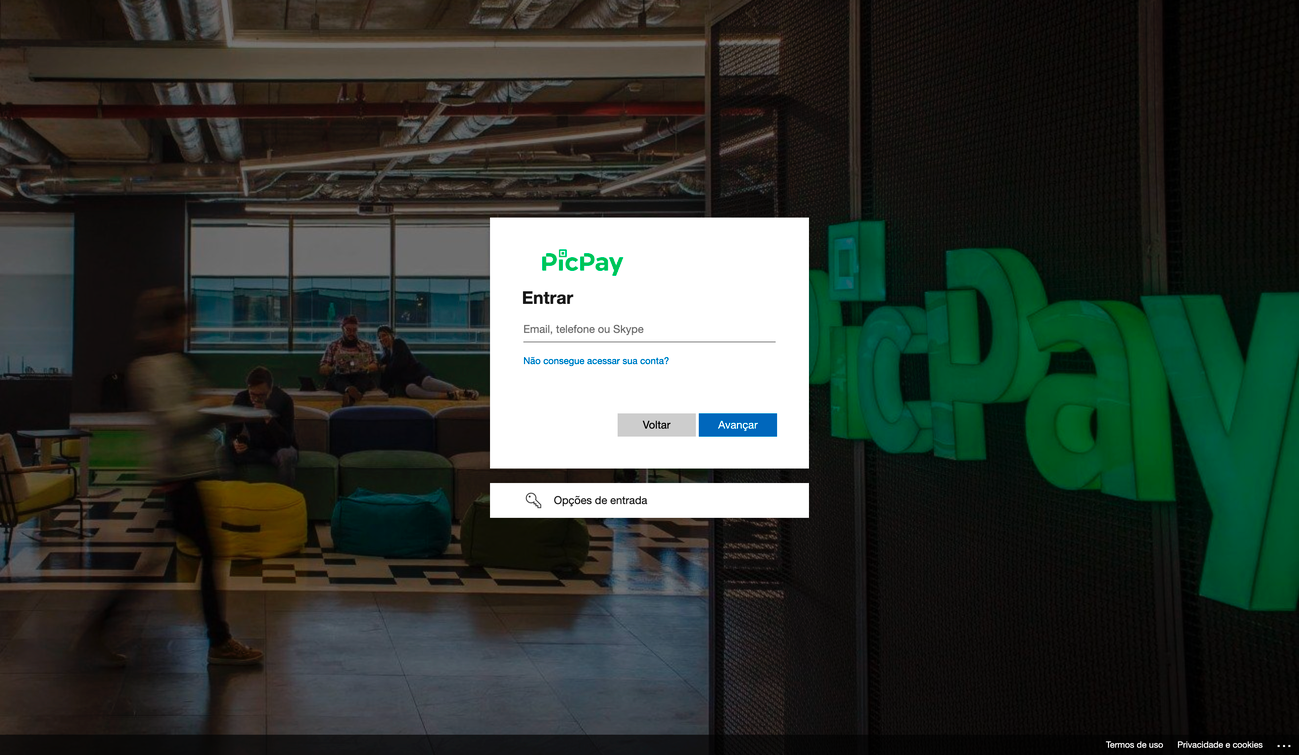 PicPay
Entrar
Email, telefone ou Skype
Não consegue acessar sua conta?
Voltar
Avançar
Opções de entrada
picpay
Termos de uso
Privacidade e cookies
...